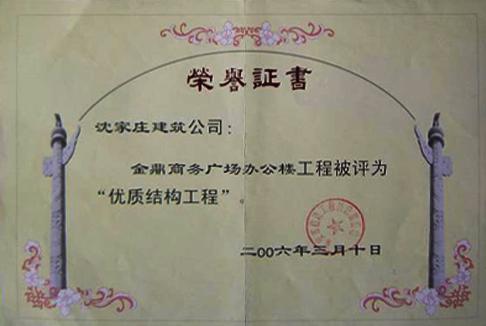 榮譽証書
沈家庄建筑公司：
金鼎商务广场办公楼工程被评为
“优质结构工程”。
二00六年三月十日